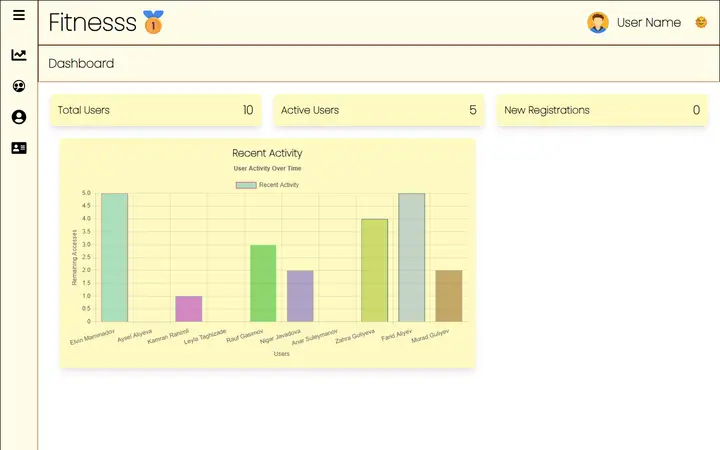 Fitnesss 1
User Name
Dashboard
Total Users 10
Active Users 5
New Registrations 0
Recent Activity
User Activity Over Time
Recent Activity
Remaining Accesses
5.0
4.5
4.0
3.5
3.0
2.5
2.0
1.5
1.0
0.5
0
Elvin Mammadov
Aysel Aliyeva
Kamran Rahimli
Leyla Taghizade
Rauf Gasimov
Nigar Javadova
Anar Suleymanov
Zahra Guliyeva
Farid Aliyev
Murad Guliyev
Users